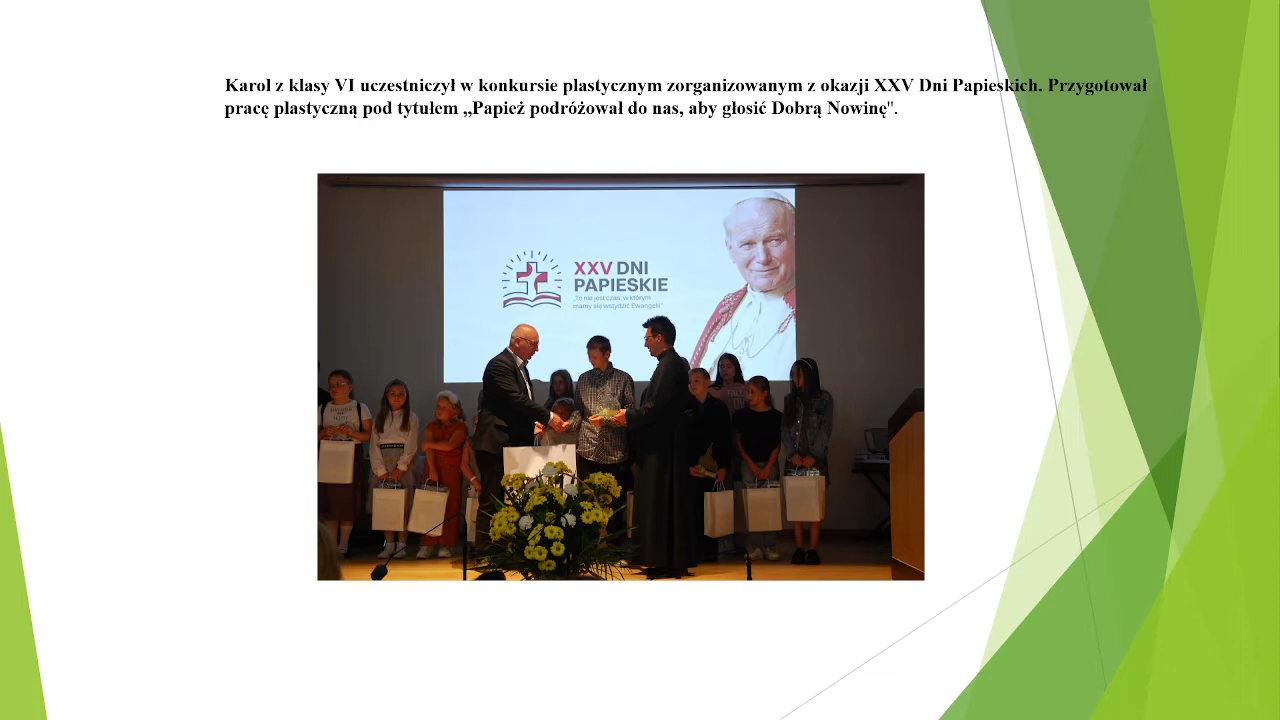 Karol z klasy VI uczestniczył w konkursie plastycznym zorganizowanym z okazji XXV Dni Papieskich. Przygotował
pracę plastyczną pod tytułem „Papież podróżował do nas, aby głosić Dobrą Nowinę".
XXV DNI
PAPIESKIE
„To nie jest czas, w którym
mamy się wstydzić Ewangelii"